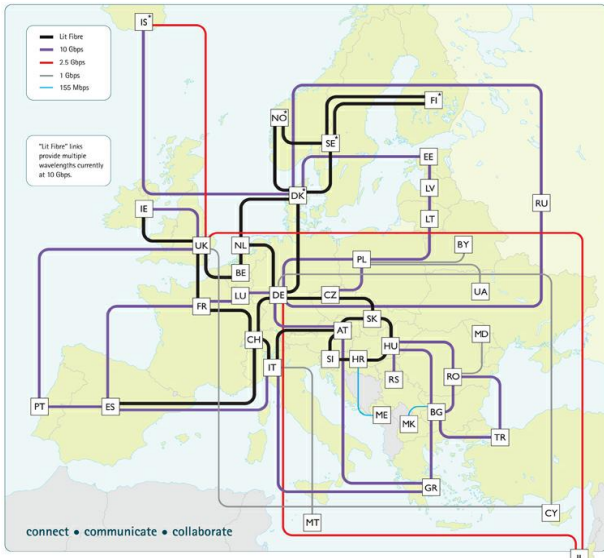 IS*
Lit Fibre
10 Gbps
2.5 Gbps
1 Gbps
155 Mbps
"Lit Fibre" links
provide multiple
wavelengths currently
at 10 Gbps.
NO*
FI*
SE*
EE
DK*
LV
RU
IE
LT
UK
NL
BY
BE
PL
LU
DE
CZ
UA
FR
SK
CH
AT
MD
IT
SI
HR
HU
RS
RO
PT
ES
ME
MK
BG
TR
GR
MT
CY
connect • communicate • collaborate